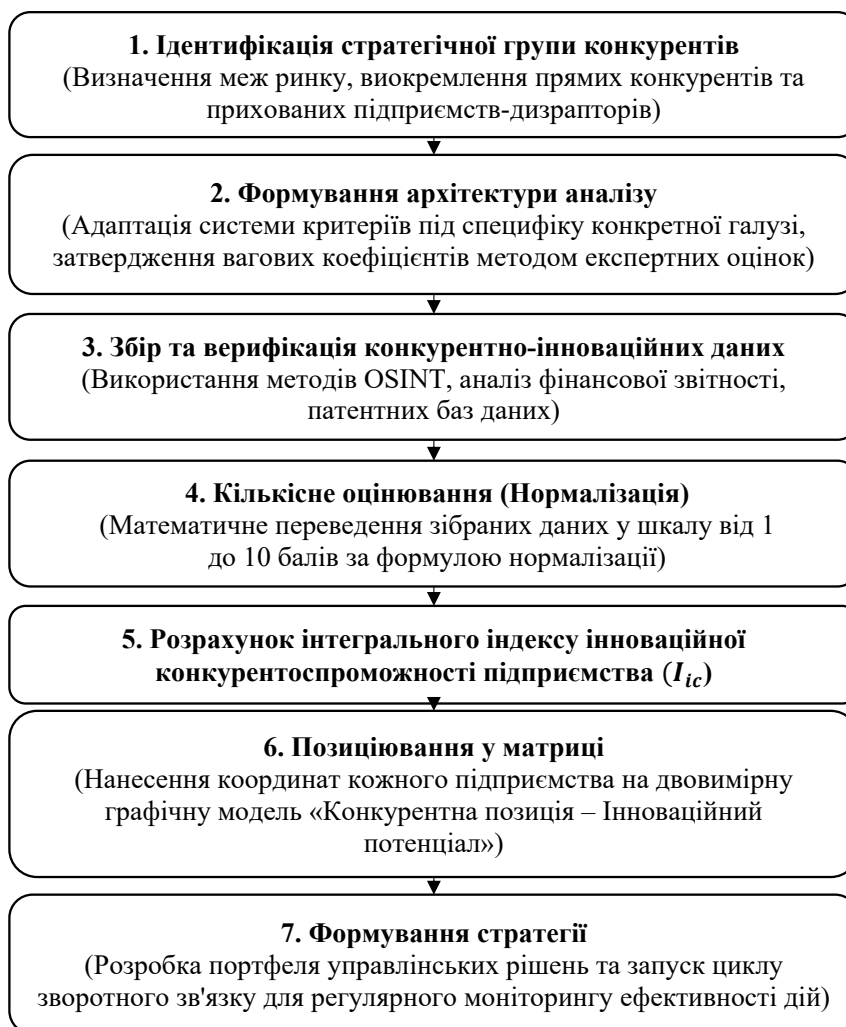 1. Ідентифікація стратегічної групи конкурентів
(Визначення меж ринку, виокремлення прямих конкурентів та
прихованих підприємств-дизрапторів)
2. Формування архітектури аналізу
(Адаптація системи критеріїв під специфіку конкретної галузі,
затвердження вагових коефіцієнтів методом експертних оцінок)
3. Збір та верифікація конкурентно-інноваційних даних
(Використання методів OSINT, аналіз фінансової звітності,
патентних баз даних)
4. Кількісне оцінювання (Нормалізація)
(Математичне переведення зібраних даних у шкалу від 1
до 10 балів за формулою нормалізації)
5. Розрахунок інтегрального індексу інноваційної
конкурентоспроможності підприємства (I_ic)
6. Позиціювання у матриці
(Нанесення координат кожного підприємства на двовимірну
графічну модель «Конкурентна позиція – Інноваційний
потенціал»)
7. Формування стратегії
(Розробка портфеля управлінських рішень та запуск циклу
зворотного зв'язку для регулярного моніторингу ефективності дій)